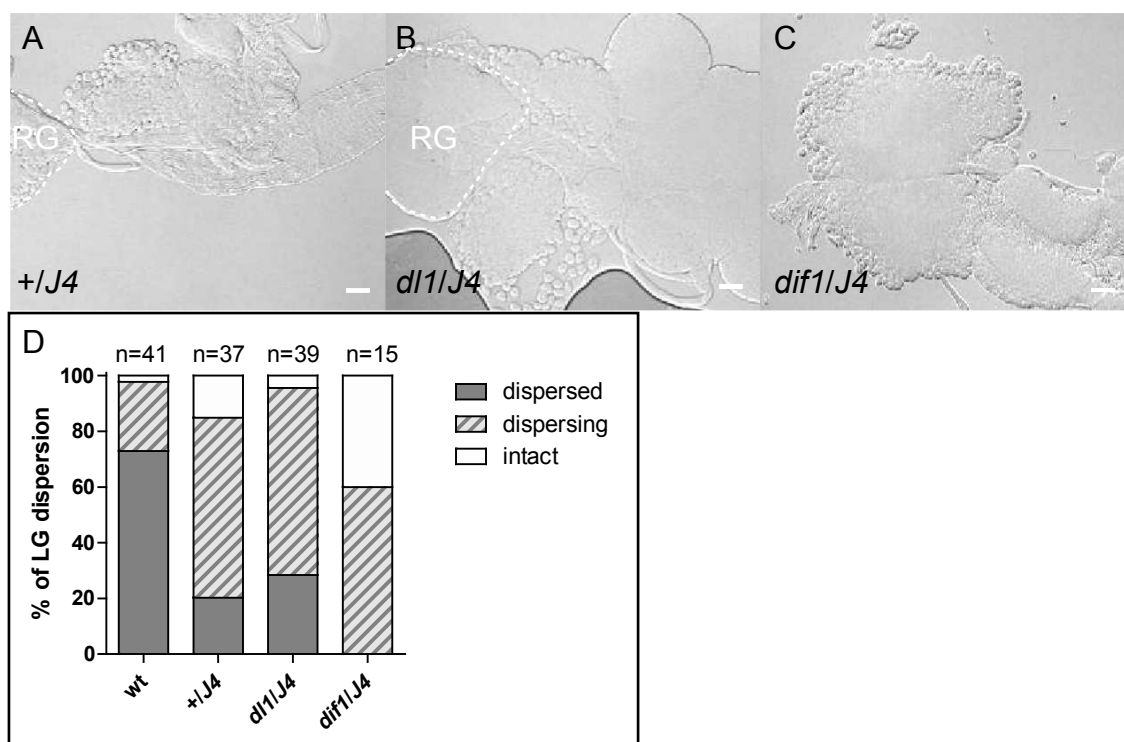 A
B
C
RG
RG
+/J4
dl1/J4
dif1/J4
D
n=41 n=37 n=39 n=15
100
80
60
40
20
0
% of LG dispersion
wt
+/J4
dl1/J4
dif1/J4
dispersed
dispersing
intact